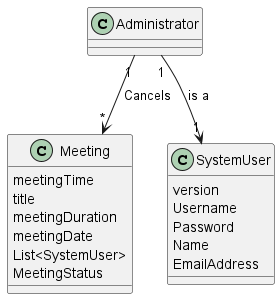 C Administrator
1
1
Cancels
is a
*
1
C Meeting
meetingTime
title
meetingDuration
meetingDate
List<SystemUser>
MeetingStatus
C SystemUser
version
Username
Password
Name
EmailAddress